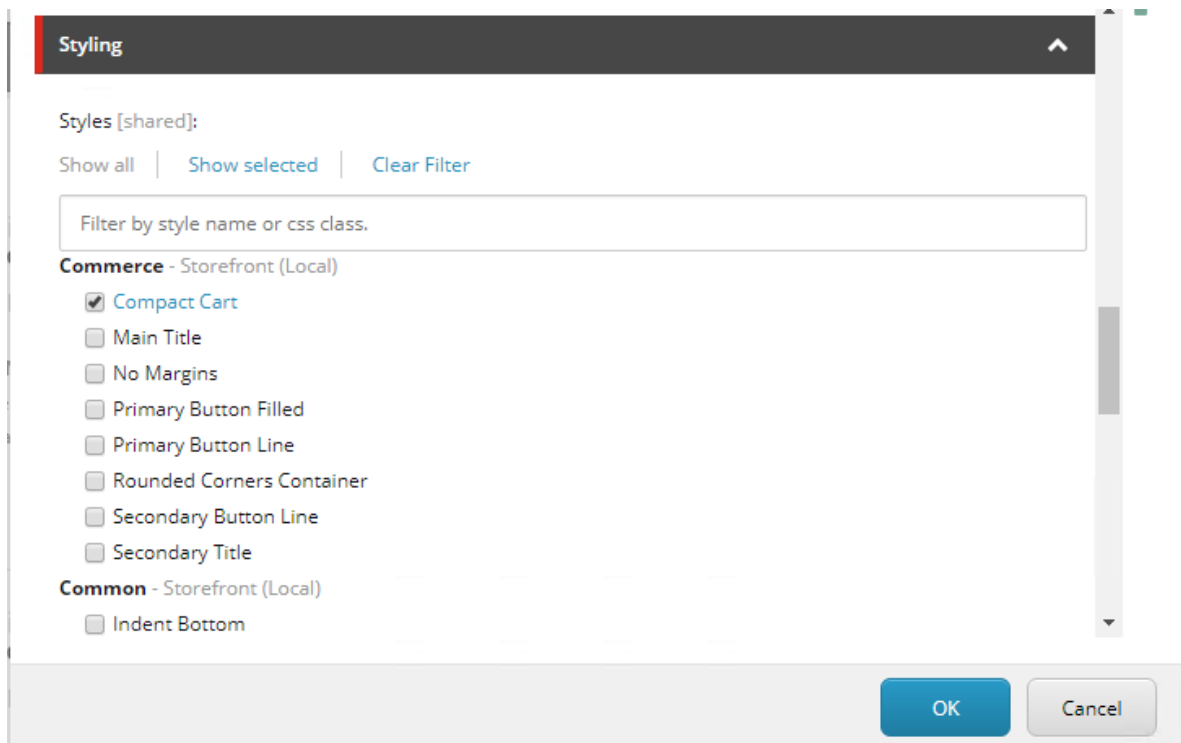 Styling
Styles [shared]:
Show all Show selected Clear Filter
Filter by style name or css class.
Commerce - Storefront (Local)
Compact Cart
Main Title
No Margins
Primary Button Filled
Primary Button Line
Rounded Corners Container
Secondary Button Line
Secondary Title
Common - Storefront (Local)
Indent Bottom
OK Cancel